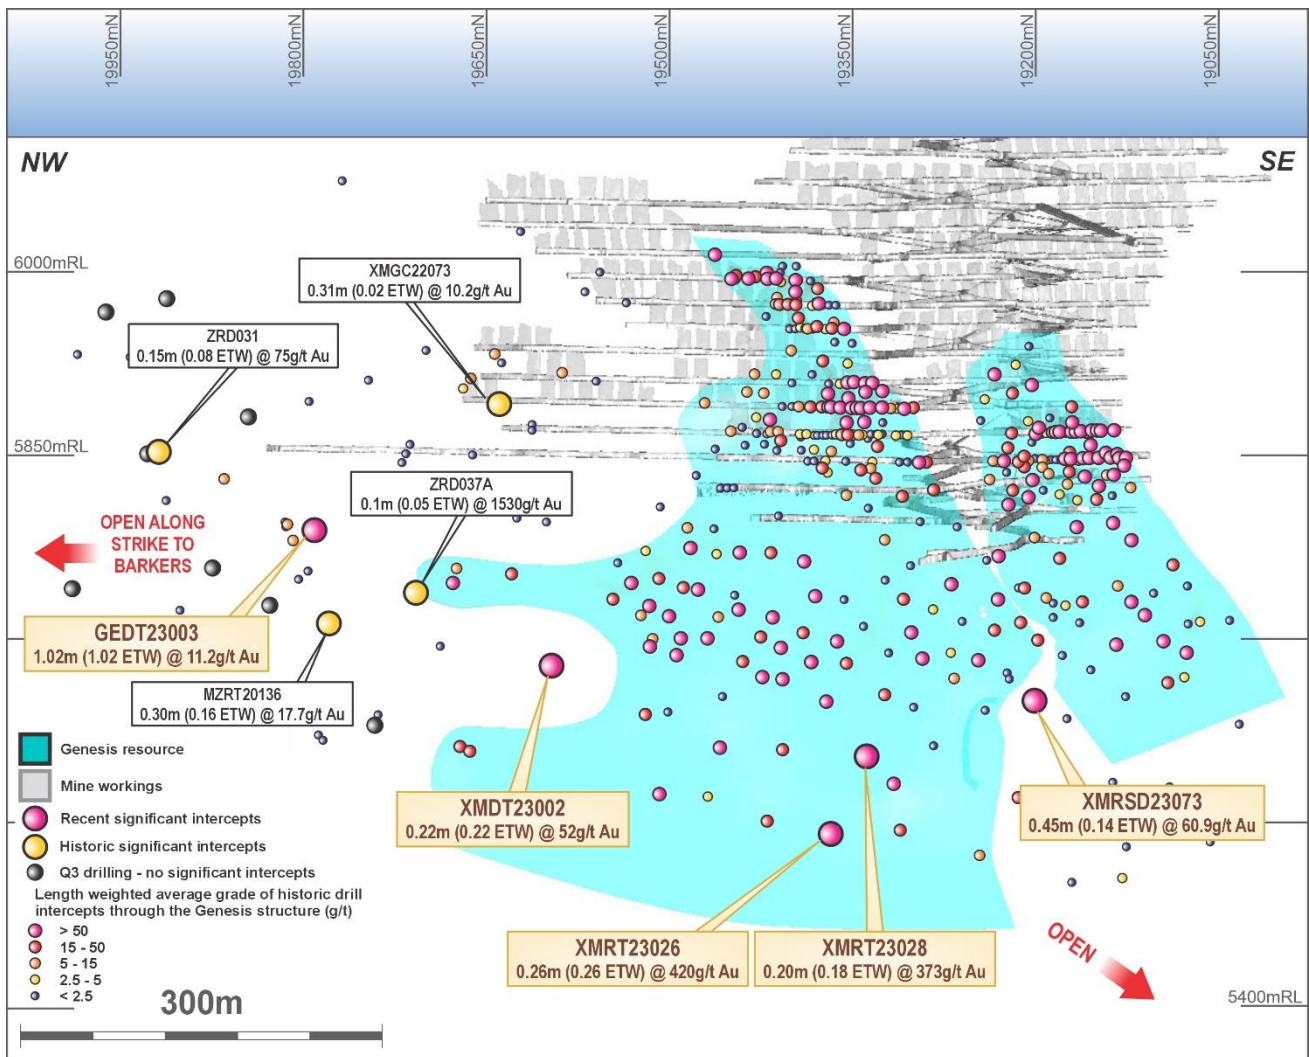 19950mN
19800mN
19650mN
19500mN
19350mN
19200mN
19050mN
NW
SE
6000mRL
XMGC22073
0.31m (0.02 ETW) @ 10.2g/t Au
ZRD031
0.15m (0.08 ETW) @ 75g/t Au
5850mRL
ZRD037A
0.1m (0.05 ETW) @ 1530g/t Au
OPEN ALONG
STRIKE TO
BARKERS
GEDT23003
1.02m (1.02 ETW) @ 11.2g/t Au
MZRT20136
0.30m (0.16 ETW) @ 17.7g/t Au
Genesis resource
Mine workings
Recent significant intercepts
Historic significant intercepts
Q3 drilling - no significant intercepts
Length weighted average grade of historic drill
intercepts through the Genesis structure (g/t)
> 50
15 - 50
5 - 15
2.5 - 5
< 2.5
300m
XMDT23002
0.22m (0.22 ETW) @ 52g/t Au
XMRSD23073
0.45m (0.14 ETW) @ 60.9g/t Au
XMRT23026
0.26m (0.26 ETW) @ 420g/t Au
XMRT23028
0.20m (0.18 ETW) @ 373g/t Au
OPEN
5400mRL